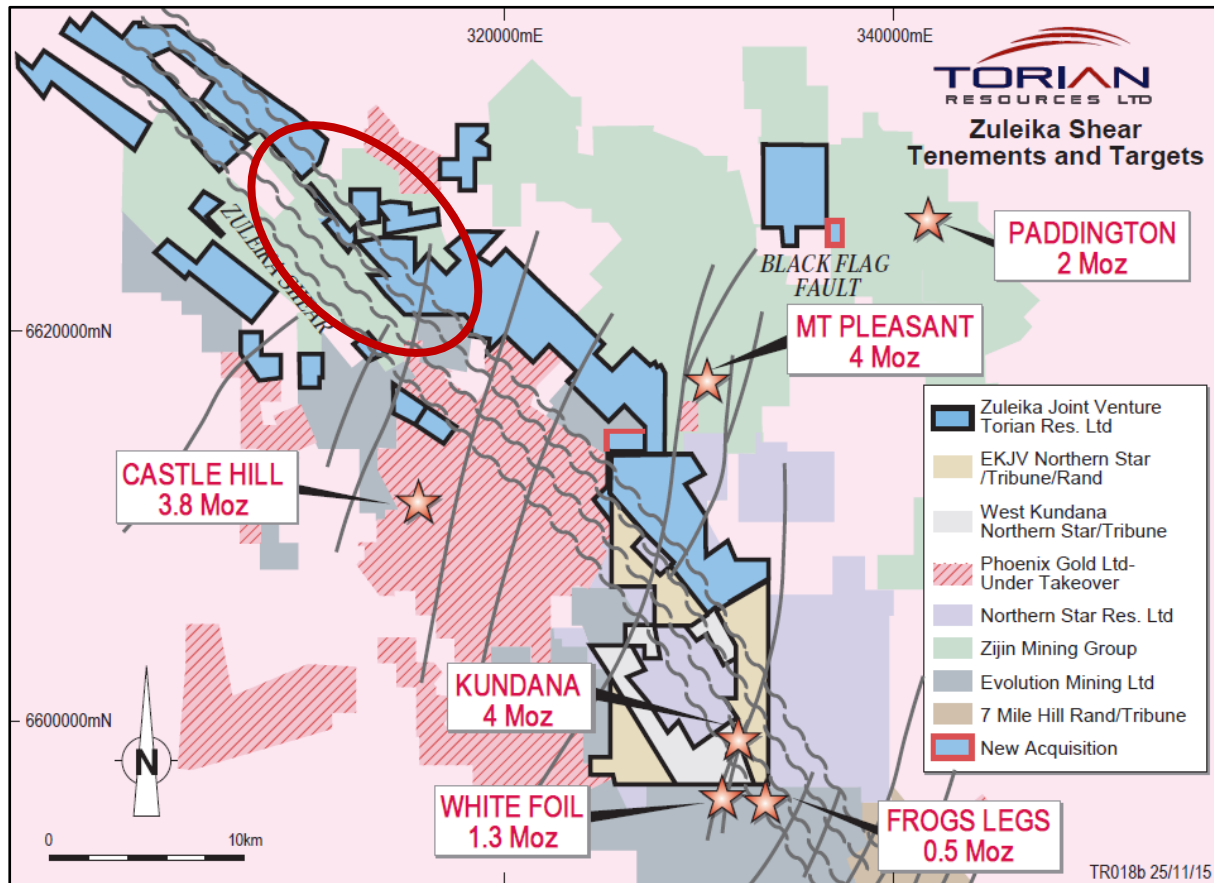 320000mE
340000mE
TORIAN
RESOURCES LTD
Zuleika Shear
Tenements and Targets
PADDINGTON
2 Moz
BLACK FLAG
FAULT
ZULEIKA SHEAR
6620000mN
MT PLEASANT
4 Moz
CASTLE HILL
3.8 Moz
Zuleika Joint Venture
Torian Res. Ltd
EKJV Northern Star
/Tribune/Rand
West Kundana
Northern Star/Tribune
Phoenix Gold Ltd-
Under Takeover
Northern Star Res. Ltd
Zijin Mining Group
Evolution Mining Ltd
7 Mile Hill Rand/Tribune
New Acquisition
KUNDANA
4 Moz
6600000mN
N
WHITE FOIL
1.3 Moz
FROGS LEGS
0.5 Moz
0 10km
TR018b 25/11/15